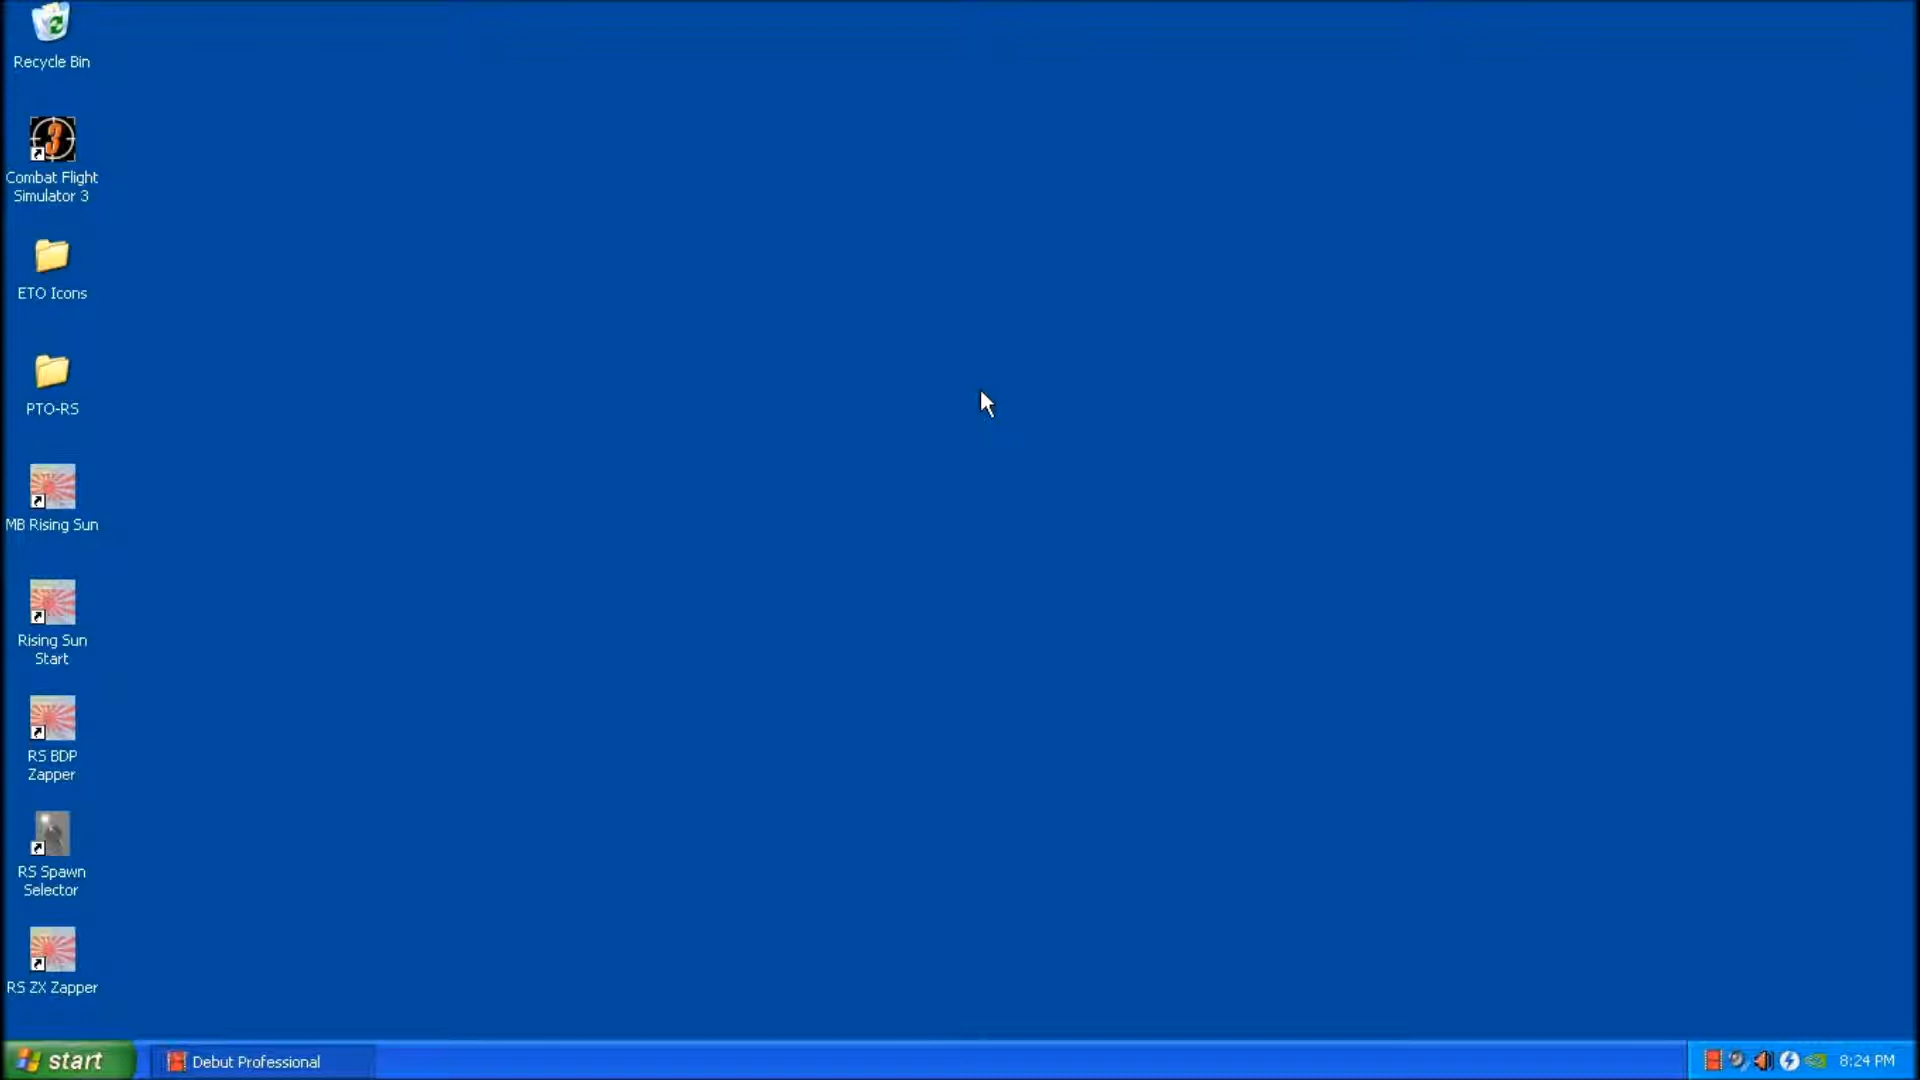 Recycle Bin
3
Combat Flight
Simulator 3
ETO Icons
PTO-RS
MB Rising Sun
Rising Sun
Start
RS BDP
Zapper
RS Spawn
Selector
RS ZX Zapper
start
Debut Professional
8:24 PM